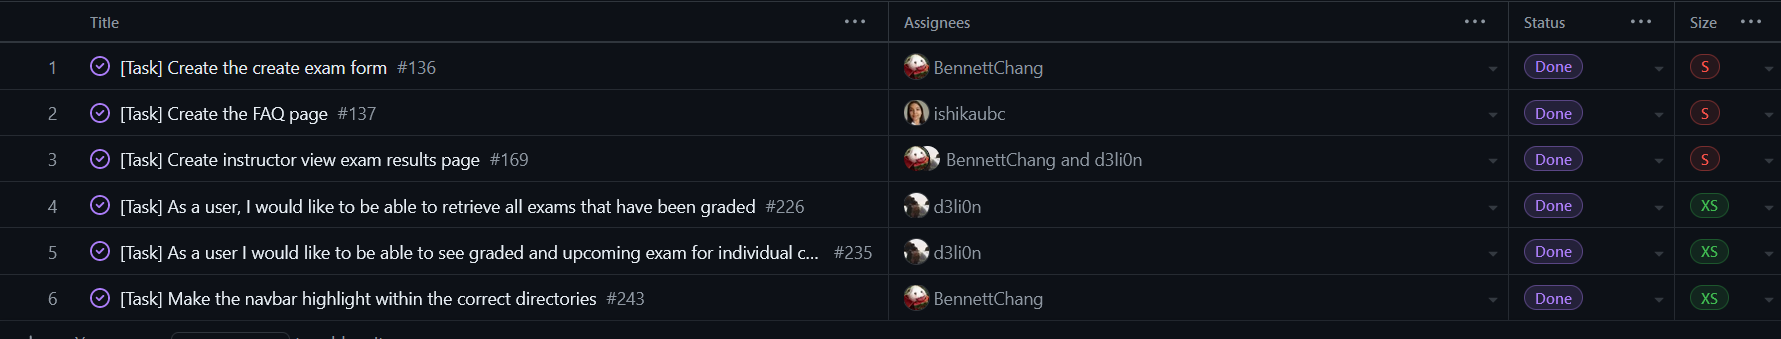 Title ... Assignees ... Status ... Size ...
1 [Task] Create the create exam form #136 BennettChang Done S
2 [Task] Create the FAQ page #137 ishikaubc Done S
3 [Task] Create instructor view exam results page #169 BennettChang and d3li0n Done S
4 [Task] As a user, I would like to be able to retrieve all exams that have been graded #226 d3li0n Done XS
5 [Task] As a user I would like to be able to see graded and upcoming exam for individual c... #235 d3li0n Done XS
6 [Task] Make the navbar highlight within the correct directories #243 BennettChang Done XS